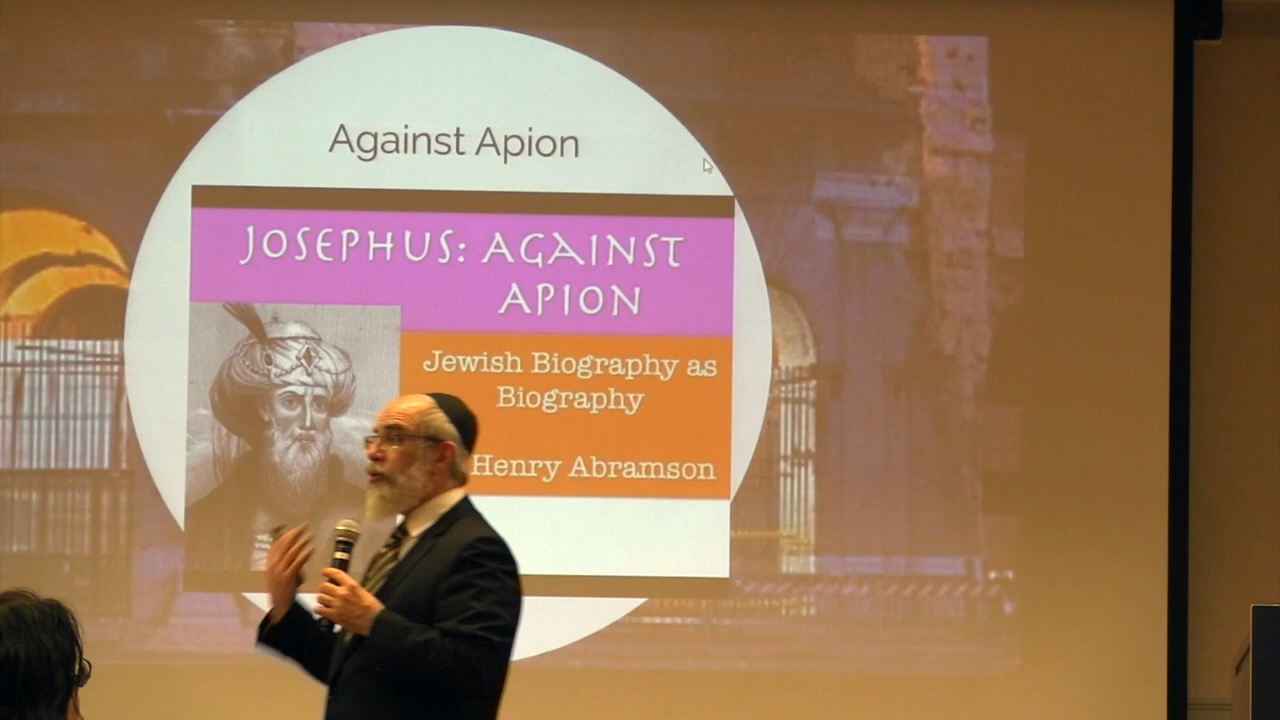 Against Apion
JOSEPHUS: AGAINST
APION
Jewish Biography as
Biography
Henry Abramson